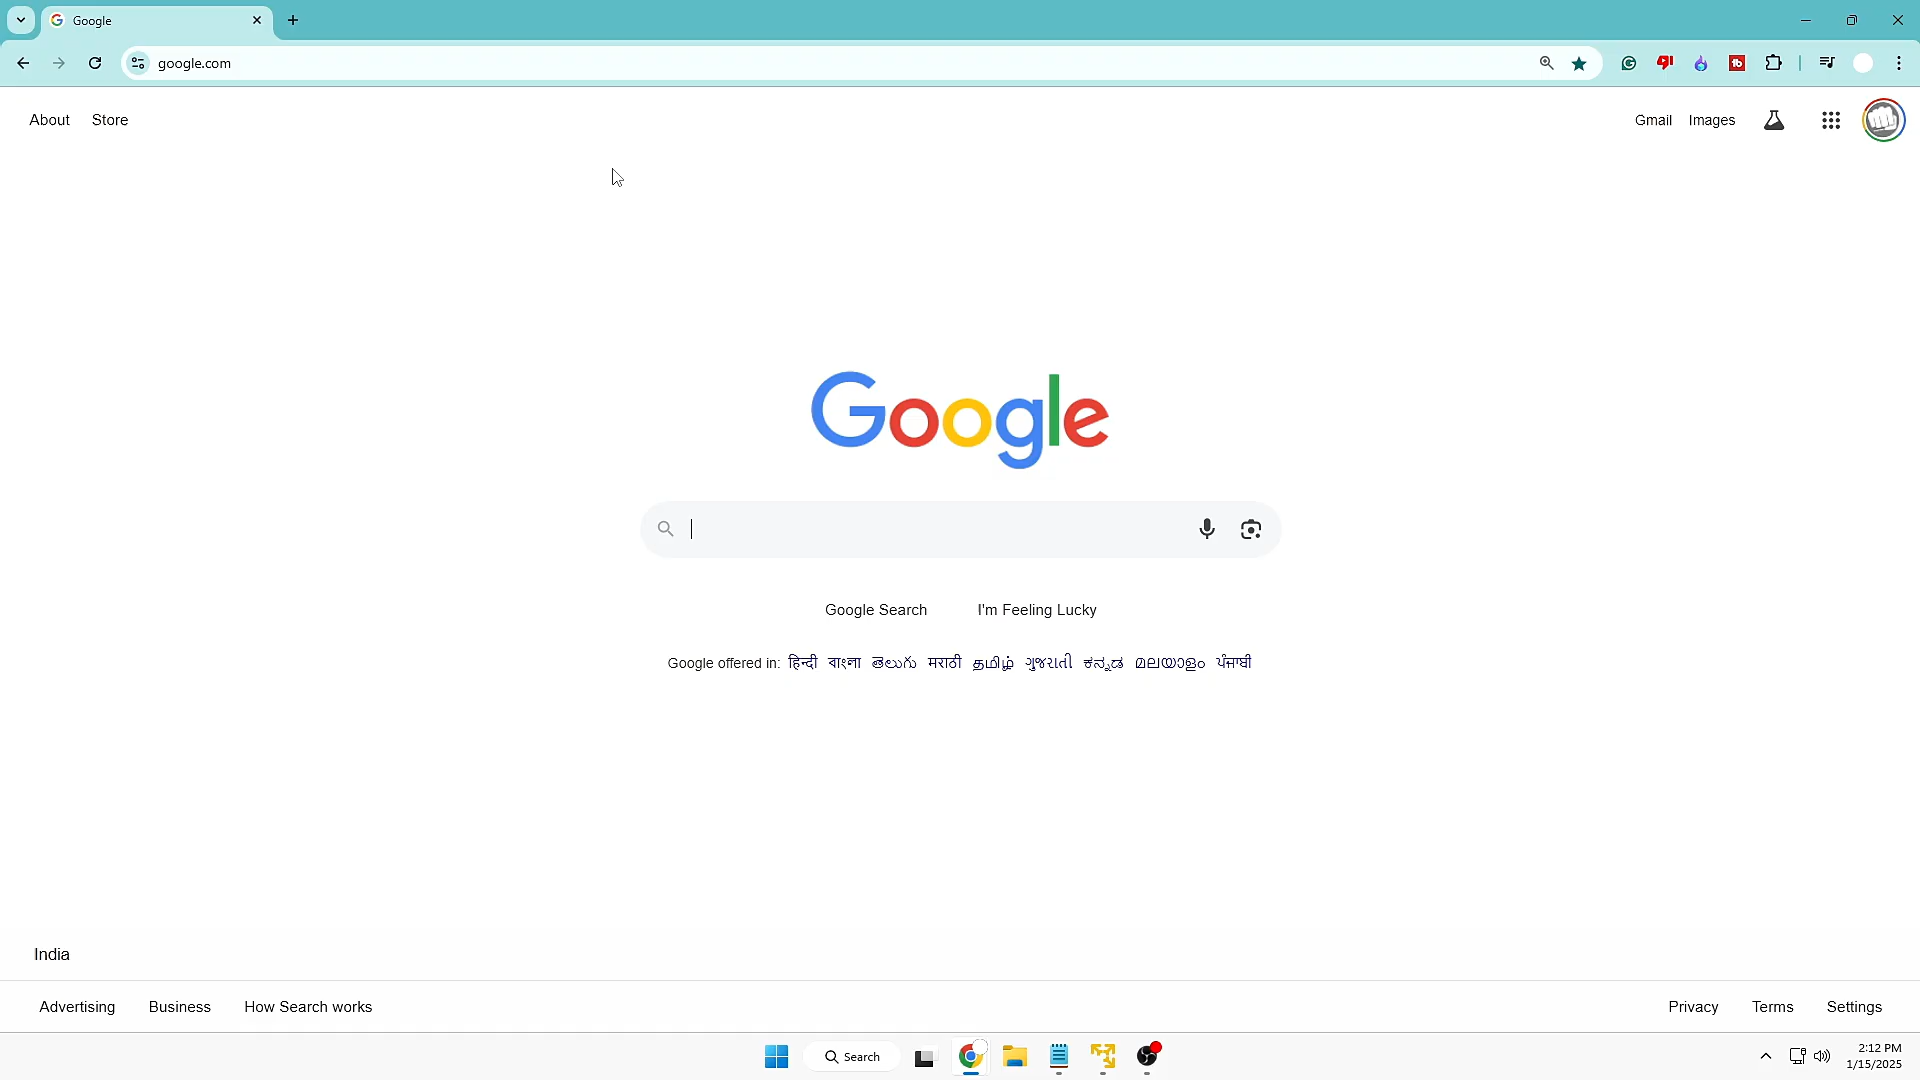 Google
google.com
About Store
Gmail Images
Google
Google Search I'm Feeling Lucky
Google offered in: हिन्दी বাংলা తెలుగు मराठी தமிழ் ગુજરાતી ಕನ್ನಡ മലയാളം ਪੰਜਾਬੀ
India
Advertising Business How Search works
Privacy Terms Settings
Search
2:12 PM
1/15/2025